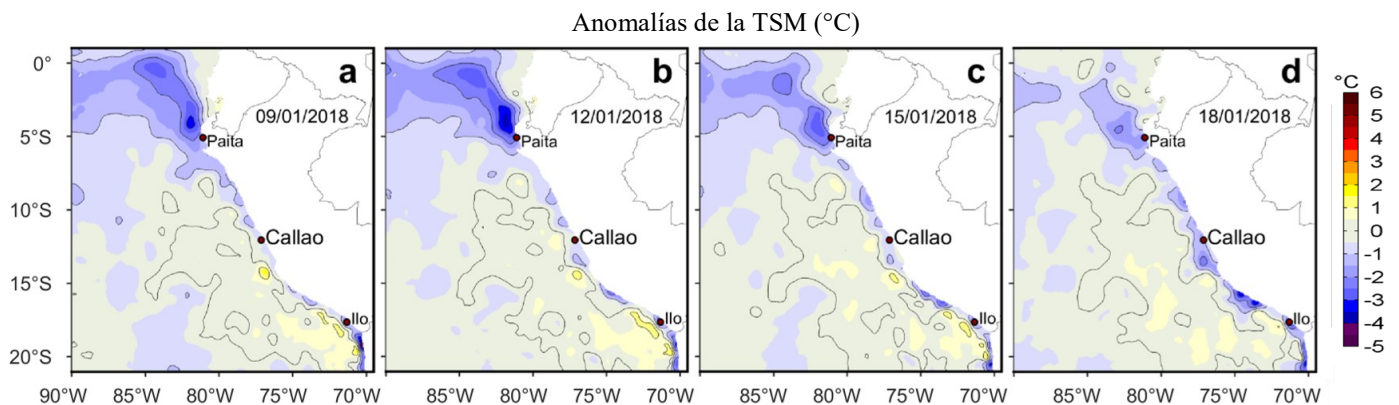 Anomalías de la TSM (°C)
a
b
c
d
09/01/2018
12/01/2018
15/01/2018
18/01/2018
Paita
Paita
Paita
Paita
Callao
Callao
Callao
Callao
Ilo
Ilo
Ilo
Ilo
0°
5°S
10°S
15°S
20°S
90°W 85°W 80°W 75°W 70°W
85°W 80°W 75°W 70°W
85°W 80°W 75°W 70°W
85°W 80°W 75°W 70°W
°C
6
5
4
3
2
1
0
-1
-2
-3
-4
-5